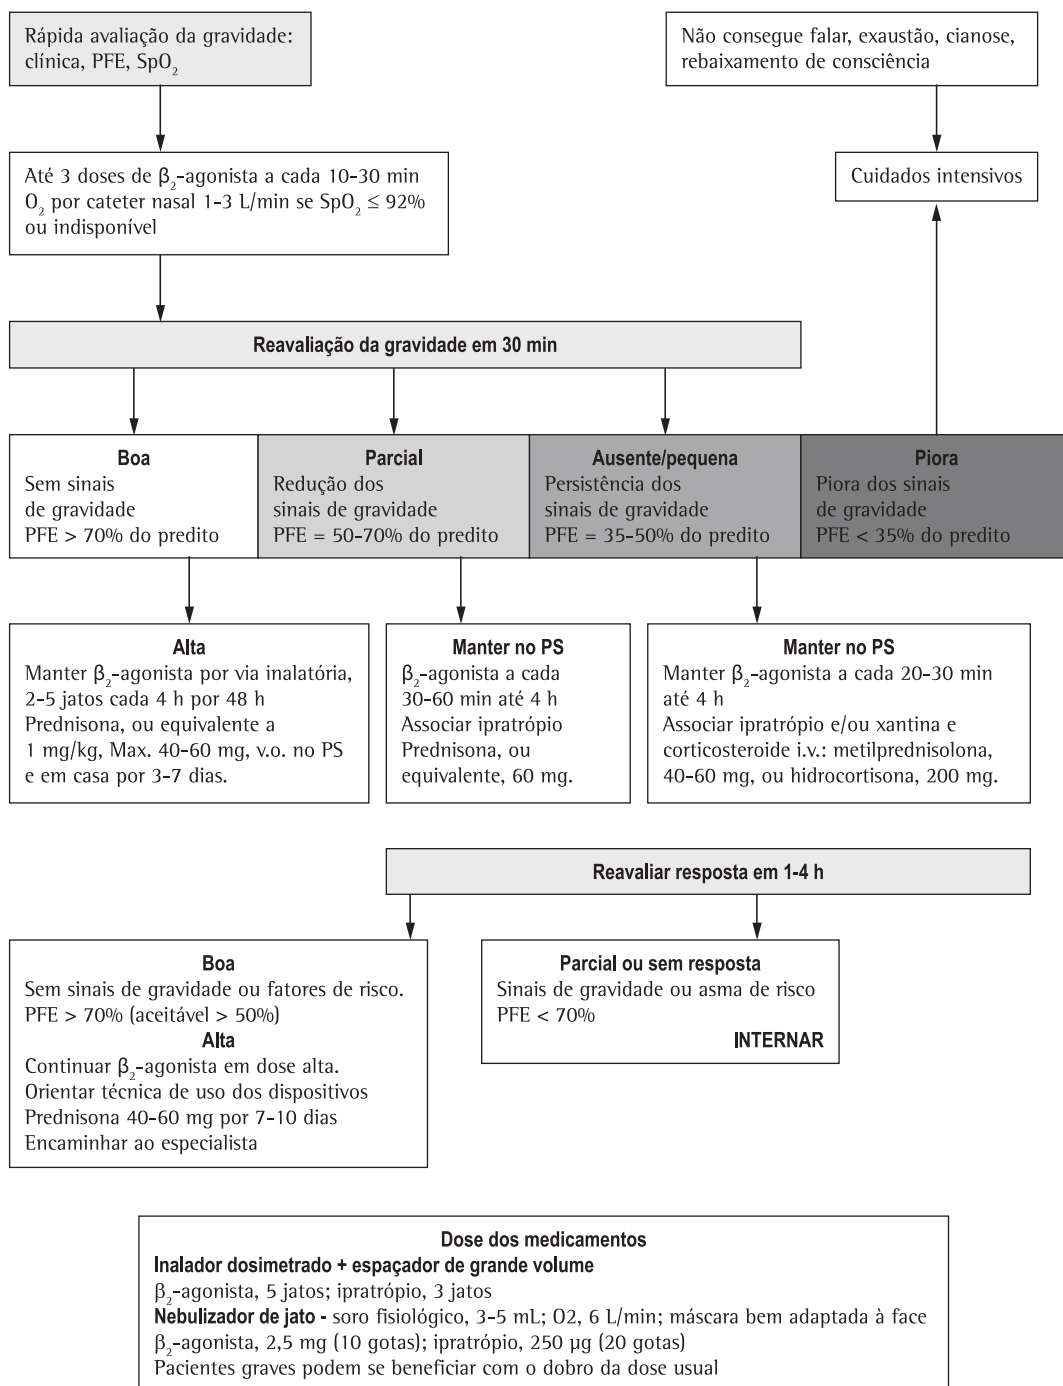 Rápida avaliação da gravidade:
clínica, PFE, SpO₂
Não consegue falar, exaustão, cianose,
rebaixamento de consciência
Até 3 doses de β₂-agonista a cada 10-30 min
O₂ por cateter nasal 1-3 L/min se SpO₂ ≤ 92%
ou indisponível
Cuidados intensivos
Reavaliação da gravidade em 30 min
Boa
Sem sinais
de gravidade
PFE > 70% do predito
Parcial
Redução dos
sinais de gravidade
PFE = 50-70% do predito
Ausente/pequena
Persistência dos
sinais de gravidade
PFE = 35-50% do predito
Piora
Piora dos sinais
de gravidade
PFE < 35% do predito
Alta
Manter β₂-agonista por via inalatória,
2-5 jatos cada 4 h por 48 h
Prednisona, ou equivalente a
1 mg/kg, Max. 40-60 mg, v.o. no PS
e em casa por 3-7 dias.
Manter no PS
β₂-agonista a cada
30-60 min até 4 h
Associar ipratrópio
Prednisona, ou
equivalente, 60 mg.
Manter no PS
Manter β₂-agonista a cada 20-30 min
até 4 h
Associar ipratrópio e/ou xantina e
corticosteroide i.v.: metilprednisolona,
40-60 mg, ou hidrocortisona, 200 mg.
Reavaliar resposta em 1-4 h
Boa
Sem sinais de gravidade ou fatores de risco.
PFE > 70% (aceitável > 50%)
Alta
Continuar β₂-agonista em dose alta.
Orientar técnica de uso dos dispositivos
Prednisona 40-60 mg por 7-10 dias
Encaminhar ao especialista
Parcial ou sem resposta
Sinais de gravidade ou asma de risco
PFE < 70%
INTERNAR
Dose dos medicamentos
Inalador dosimetrado + espaçador de grande volume
β₂-agonista, 5 jatos; ipratrópio, 3 jatos
Nebulizador de jato - soro fisiológico, 3-5 mL; O2, 6 L/min; máscara bem adaptada à face
β₂-agonista, 2,5 mg (10 gotas); ipratrópio, 250 µg (20 gotas)
Pacientes graves podem se beneficiar com o dobro da dose usual